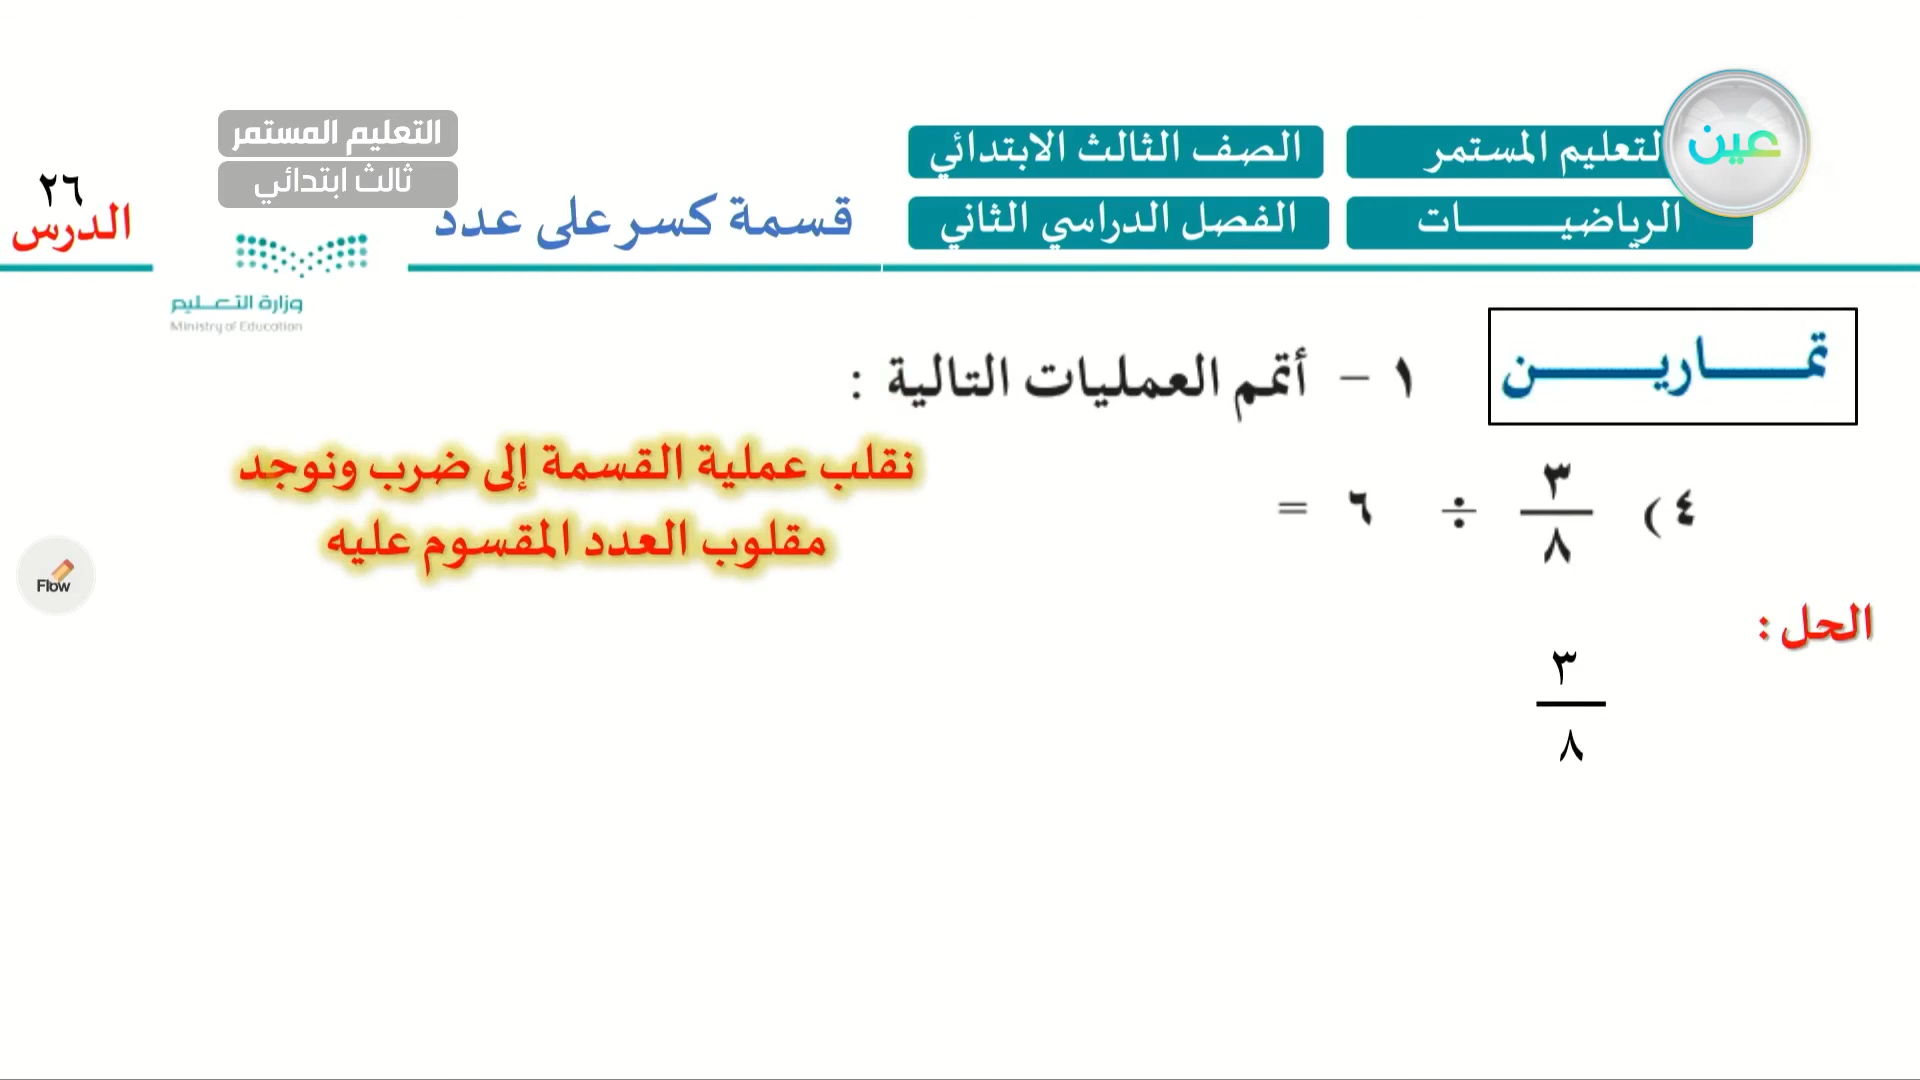 عين
التعليم المستمر
الصف الثالث الابتدائي
التعليم المستمر
ثالث ابتدائي
الرياضيـــــــات
الفصل الدراسي الثاني
قسمة كسر على عدد
٢٦
الدرس
وزارة التعـــليم
Ministry of Education
تمـــــاريـــــــن
١ – أتمم العمليات التالية :
نقلب عملية القسمة إلى ضرب ونوجد
مقلوب العدد المقسوم عليه
٤) ٣/٨ ÷ ٦ =
Flow
الحل :
٣
٨